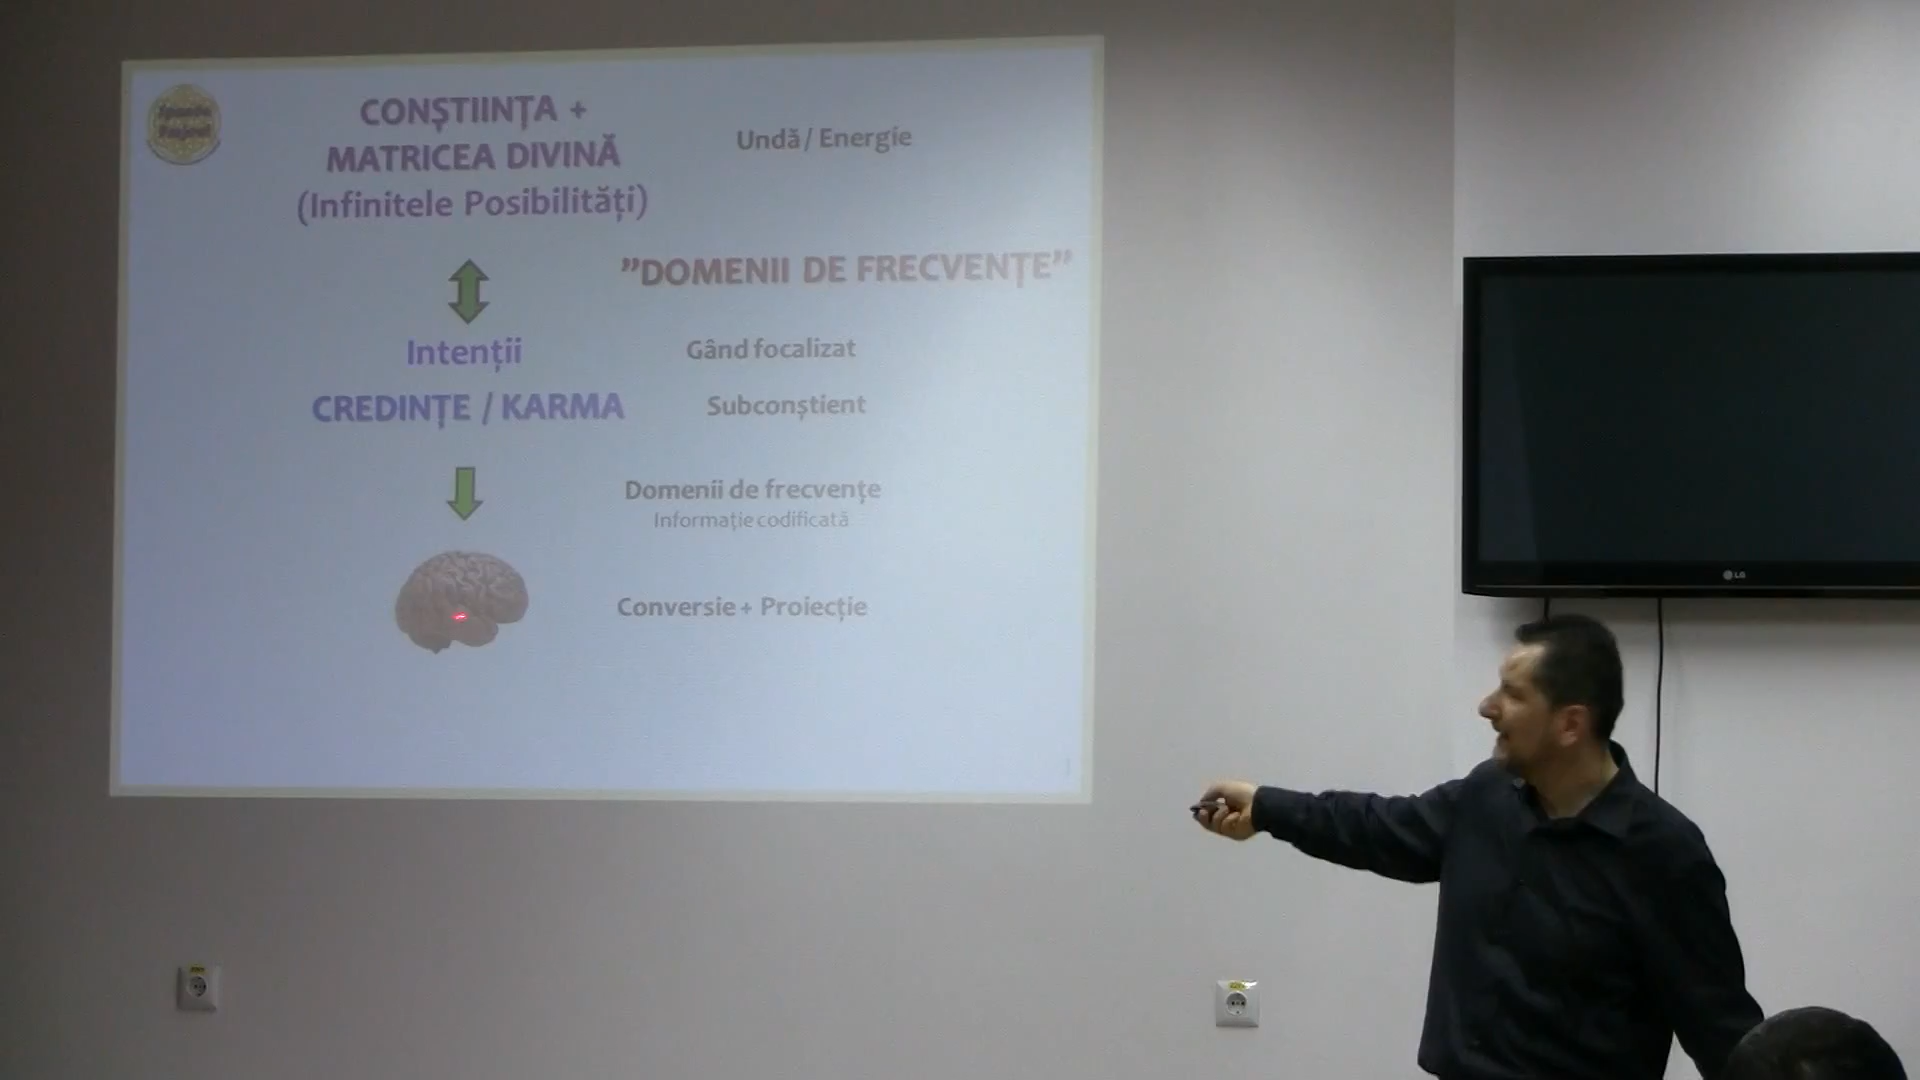 CONȘTIINȚA +
MATRICEA DIVINĂ
(Infinitele Posibilități)
Undă / Energie
”DOMENII DE FRECVENȚE”
Intenții
Gând focalizat
CREDINȚE / KARMA
Subconștient
Domenii de frecvențe
Informație codificată
Conversie + Proiecție
LG